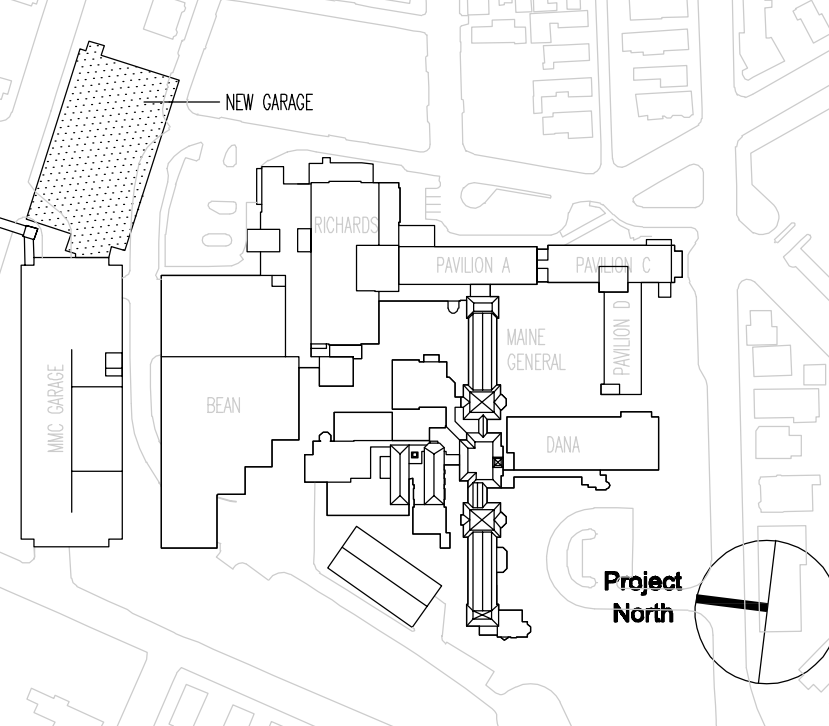 NEW GARAGE
RICHARDS
PAVILION A
PAVILION C
PAVILION D
MAINE
GENERAL
MMC GARAGE
BEAN
DANA
Project
North